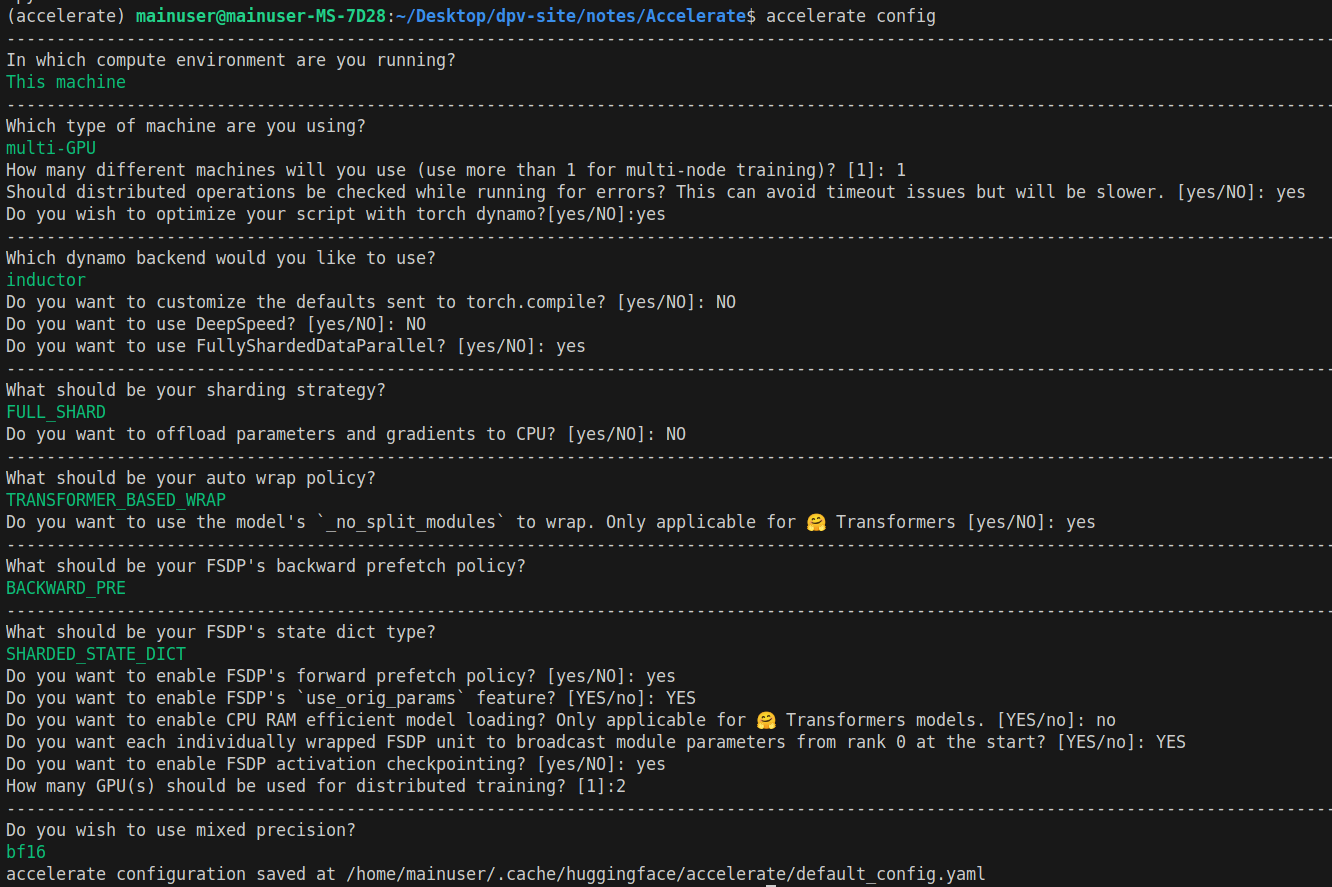 (accelerate) mainuser@mainuser-MS-7D28:~/Desktop/dpv-site/notes/Accelerate$ accelerate config
In which compute environment are you running?
This machine
Which type of machine are you using?
multi-GPU
How many different machines will you use (use more than 1 for multi-node training)? [1]: 1
Should distributed operations be checked while running for errors? This can avoid timeout issues but will be slower. [yes/NO]: yes
Do you wish to optimize your script with torch dynamo?[yes/NO]:yes
Which dynamo backend would you like to use?
inductor
Do you want to customize the defaults sent to torch.compile? [yes/NO]: NO
Do you want to use DeepSpeed? [yes/NO]: NO
Do you want to use FullyShardedDataParallel? [yes/NO]: yes
What should be your sharding strategy?
FULL_SHARD
Do you want to offload parameters and gradients to CPU? [yes/NO]: NO
What should be your auto wrap policy?
TRANSFORMER_BASED_WRAP
Do you want to use the model's `_no_split_modules` to wrap. Only applicable for 🤗 Transformers [yes/NO]: yes
What should be your FSDP's backward prefetch policy?
BACKWARD_PRE
What should be your FSDP's state dict type?
SHARDED_STATE_DICT
Do you want to enable FSDP's forward prefetch policy? [yes/NO]: yes
Do you want to enable FSDP's `use_orig_params` feature? [YES/no]: YES
Do you want to enable CPU RAM efficient model loading? Only applicable for 🤗 Transformers models. [YES/no]: no
Do you want each individually wrapped FSDP unit to broadcast module parameters from rank 0 at the start? [YES/no]: YES
Do you want to enable FSDP activation checkpointing? [yes/NO]: yes
How many GPU(s) should be used for distributed training? [1]:2
Do you wish to use mixed precision?
bf16
accelerate configuration saved at /home/mainuser/.cache/huggingface/accelerate/default_config.yaml